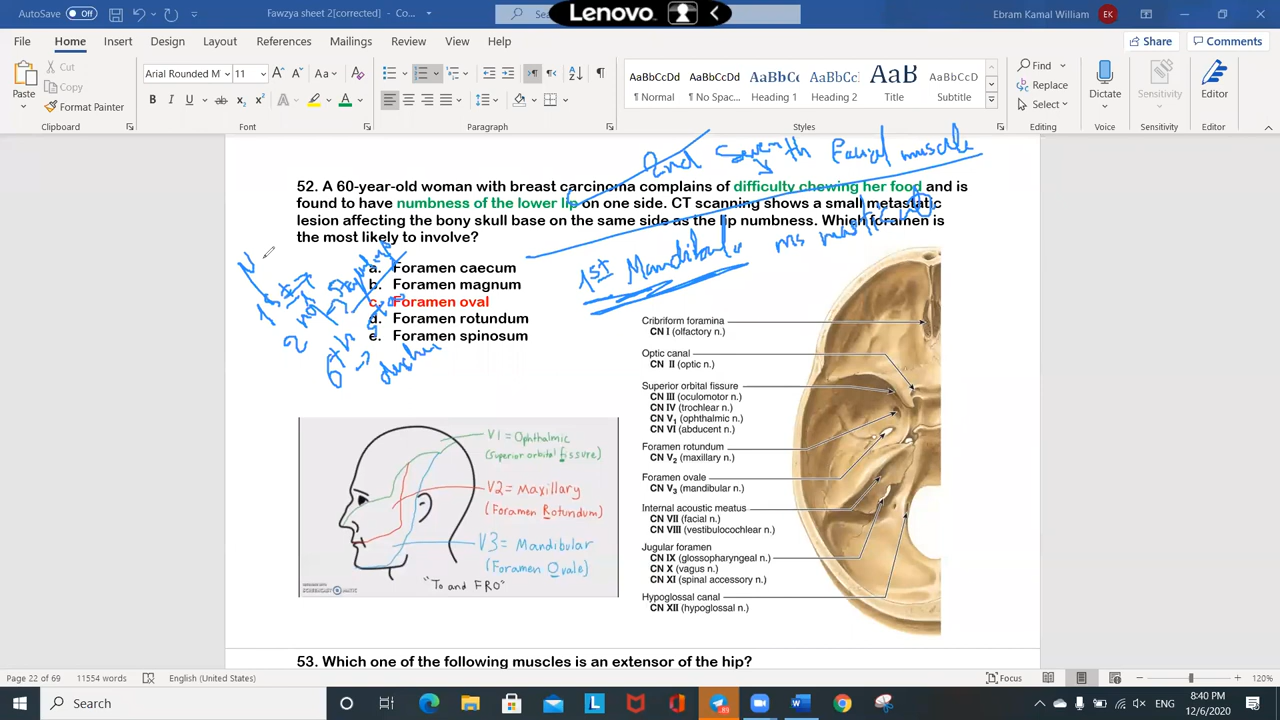 AutoSave Off
Fawzya sheet 2
Lenovo
Ebram Kamal William
EK
File Home Insert Design Layout References Mailings Review View Help
Share
Comments
Paste
Cut
Copy
Format Painter
Clipboard
Arial Rounded M 11
Font
Paragraph
AaBbCcDd
¶ Normal
AaBbCcDd
¶ No Spac...
AaBbCc
Heading 1
AaBbCcI
Heading 2
AaB
Title
AaBbCcD
Subtitle
Styles
Find
Replace
Select
Editing
Dictate
Voice
Sensitivity
Sensitivity
Editor
Editor
2nd Seventh Facial muscle
52. A 60-year-old woman with breast carcinoma complains of difficulty chewing her food and is
found to have numbness of the lower lip on one side. CT scanning shows a small metastatic
lesion affecting the bony skull base on the same side as the lip numbness. Which foramen is
the most likely to involve?
1st Mandibul. ms
a. Foramen caecum
b. Foramen magnum
c. Foramen oval
d. Foramen rotundum
e. Foramen spinosum
N
1st
2nd
6th
Cribriform foramina
CN I (olfactory n.)
Optic canal
CN II (optic n.)
Superior orbital fissure
CN III (oculomotor n.)
CN IV (trochlear n.)
CN V1 (ophthalmic n.)
CN VI (abducent n.)
Foramen rotundum
CN V2 (maxillary n.)
Foramen ovale
CN V3 (mandibular n.)
Internal acoustic meatus
CN VII (facial n.)
CN VIII (vestibulocochlear n.)
Jugular foramen
CN IX (glossopharyngeal n.)
CN X (vagus n.)
CN XI (spinal accessory n.)
Hypoglossal canal
CN XII (hypoglossal n.)
V1 = Ophthalmic
(Superior orbital fissure)
V2 = Maxillary
(Foramen Rotundum)
V3 = Mandibular
(Foramen Ovale)
"To and FRO"
53. Which one of the following muscles is an extensor of the hip?
Page 22 of 69 11554 words English (United States)
Focus
120%
Search
ENG
8:40 PM
12/6/2020